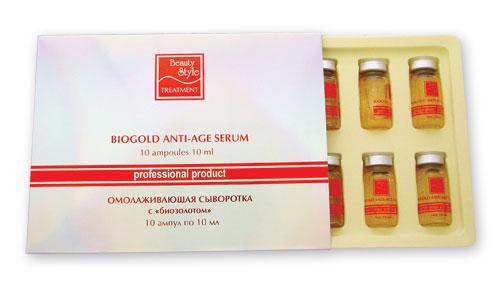 Beauty
Style
TREATMENT
BIOGOLD ANTI-AGE SERUM
10 ampoules 10 ml
professional product
ОМОЛАЖИВАЮЩАЯ СЫВОРОТКА
с «биозолотом»
10 ампул по 10 мл